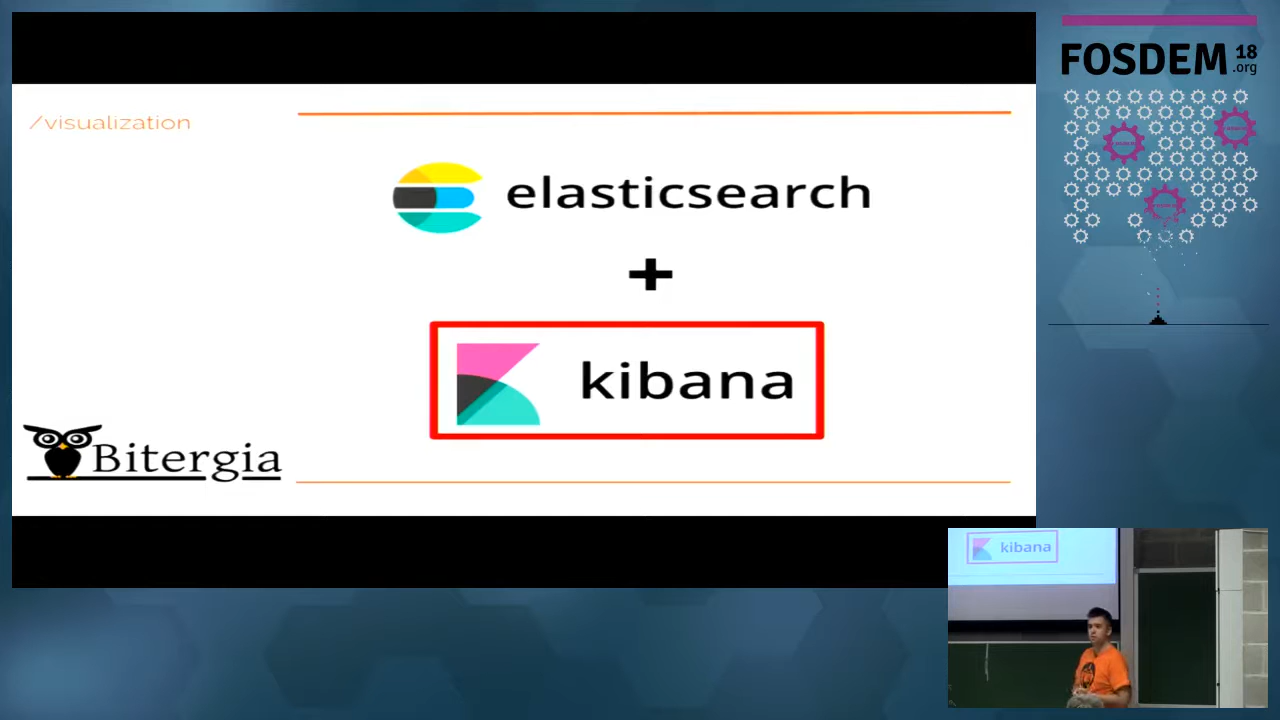 /visualization
elasticsearch
+
kibana
Bitergia
FOSDEM 18
.org
kibana